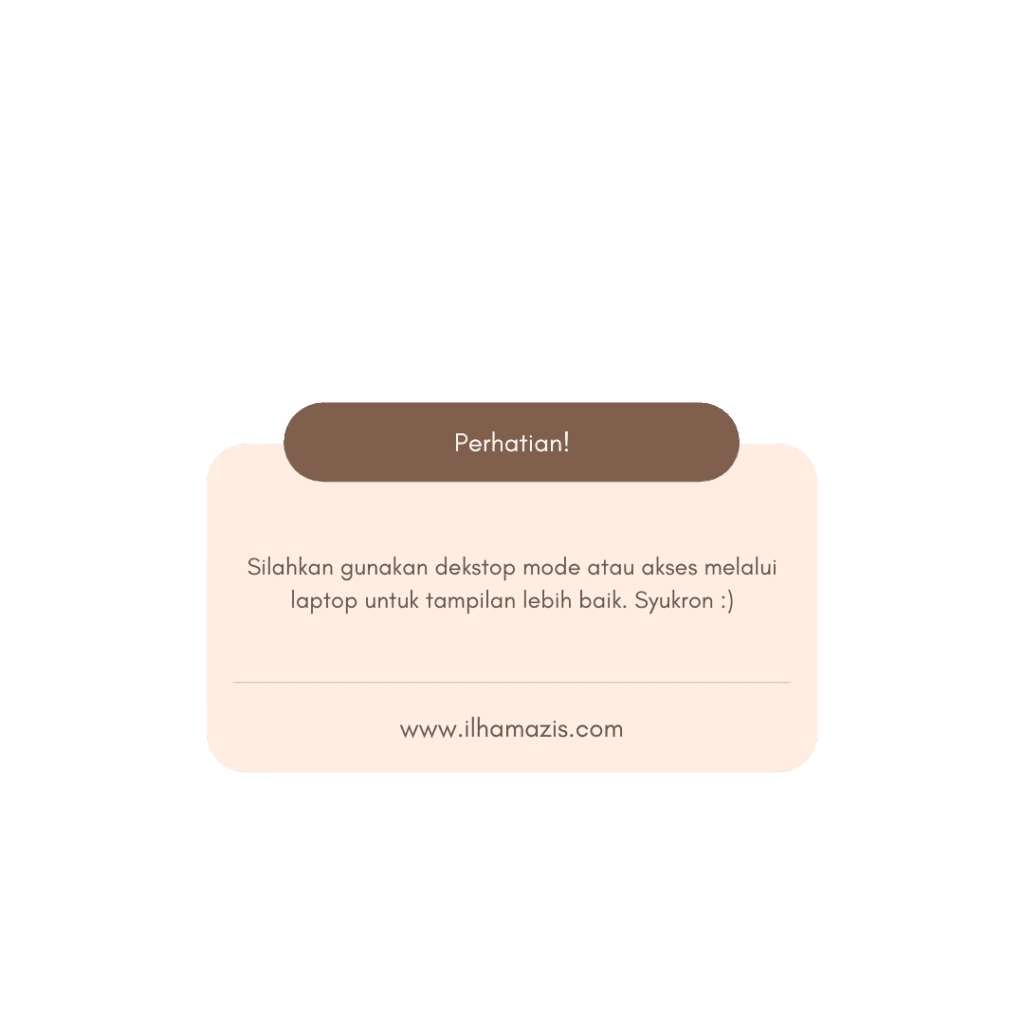 Perhatian!
Silahkan gunakan dekstop mode atau akses melalui
laptop untuk tampilan lebih baik. Syukron :)
www.ilhamazis.com